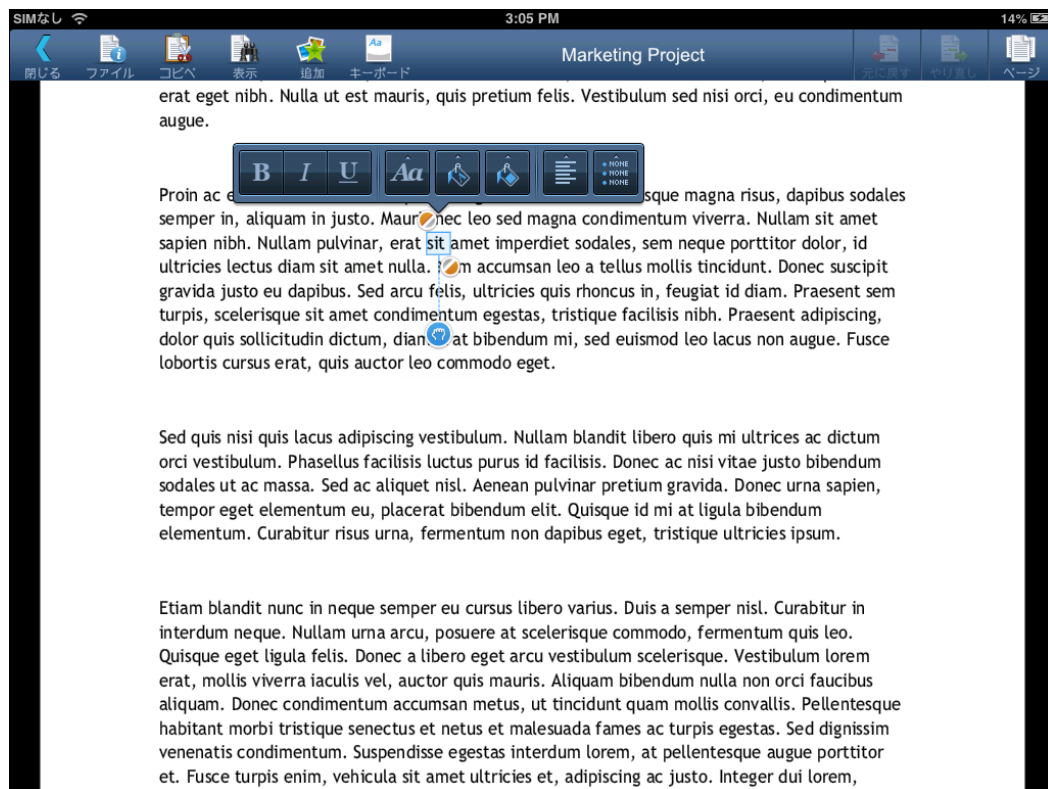 SIMなし 3:05 PM 14%
閉じる ファイル コピペ 表示 追加 Aa キーボード Marketing Project 元に戻す やり直し ページ
erat eget nibh. Nulla ut est mauris, quis pretium felis. Vestibulum sed nisi orci, eu condimentum
augue.
B I U Aa NONE NONE NONE
Proin ac sque magna risus, dapibus sodales
semper in, aliquam in justo. Mauri nec leo sed magna condimentum viverra. Nullam sit amet
sapien nibh. Nullam pulvinar, erat sit amet imperdiet sodales, sem neque porttitor dolor, id
ultricies lectus diam sit amet nulla. m accumsan leo a tellus mollis tincidunt. Donec suscipit
gravida justo eu dapibus. Sed arcu felis, ultricies quis rhoncus in, feugiat id diam. Praesent sem
turpis, scelerisque sit amet condimentum egestas, tristique facilisis nibh. Praesent adipiscing,
dolor quis sollicitudin dictum, diam at bibendum mi, sed euismod leo lacus non augue. Fusce
lobortis cursus erat, quis auctor leo commodo eget.
Sed quis nisi quis lacus adipiscing vestibulum. Nullam blandit libero quis mi ultrices ac dictum
orci vestibulum. Phasellus facilisis luctus purus id facilisis. Donec ac nisi vitae justo bibendum
sodales ut ac massa. Sed ac aliquet nisl. Aenean pulvinar pretium gravida. Donec urna sapien,
tempor eget elementum eu, placerat bibendum elit. Quisque id mi at ligula bibendum
elementum. Curabitur risus urna, fermentum non dapibus eget, tristique ultricies ipsum.
Etiam blandit nunc in neque semper eu cursus libero varius. Duis a semper nisl. Curabitur in
interdum neque. Nullam urna arcu, posuere at scelerisque commodo, fermentum quis leo.
Quisque eget ligula felis. Donec a libero eget arcu vestibulum scelerisque. Vestibulum lorem
erat, mollis viverra iaculis vel, auctor quis mauris. Aliquam bibendum nulla non orci faucibus
aliquam. Donec condimentum accumsan metus, ut tincidunt quam mollis convallis. Pellentesque
habitant morbi tristique senectus et netus et malesuada fames ac turpis egestas. Sed dignissim
venenatis condimentum. Suspendisse egestas interdum lorem, at pellentesque augue porttitor
et. Fusce turpis enim, vehicula sit amet ultricies et, adipiscing ac justo. Integer dui lorem,